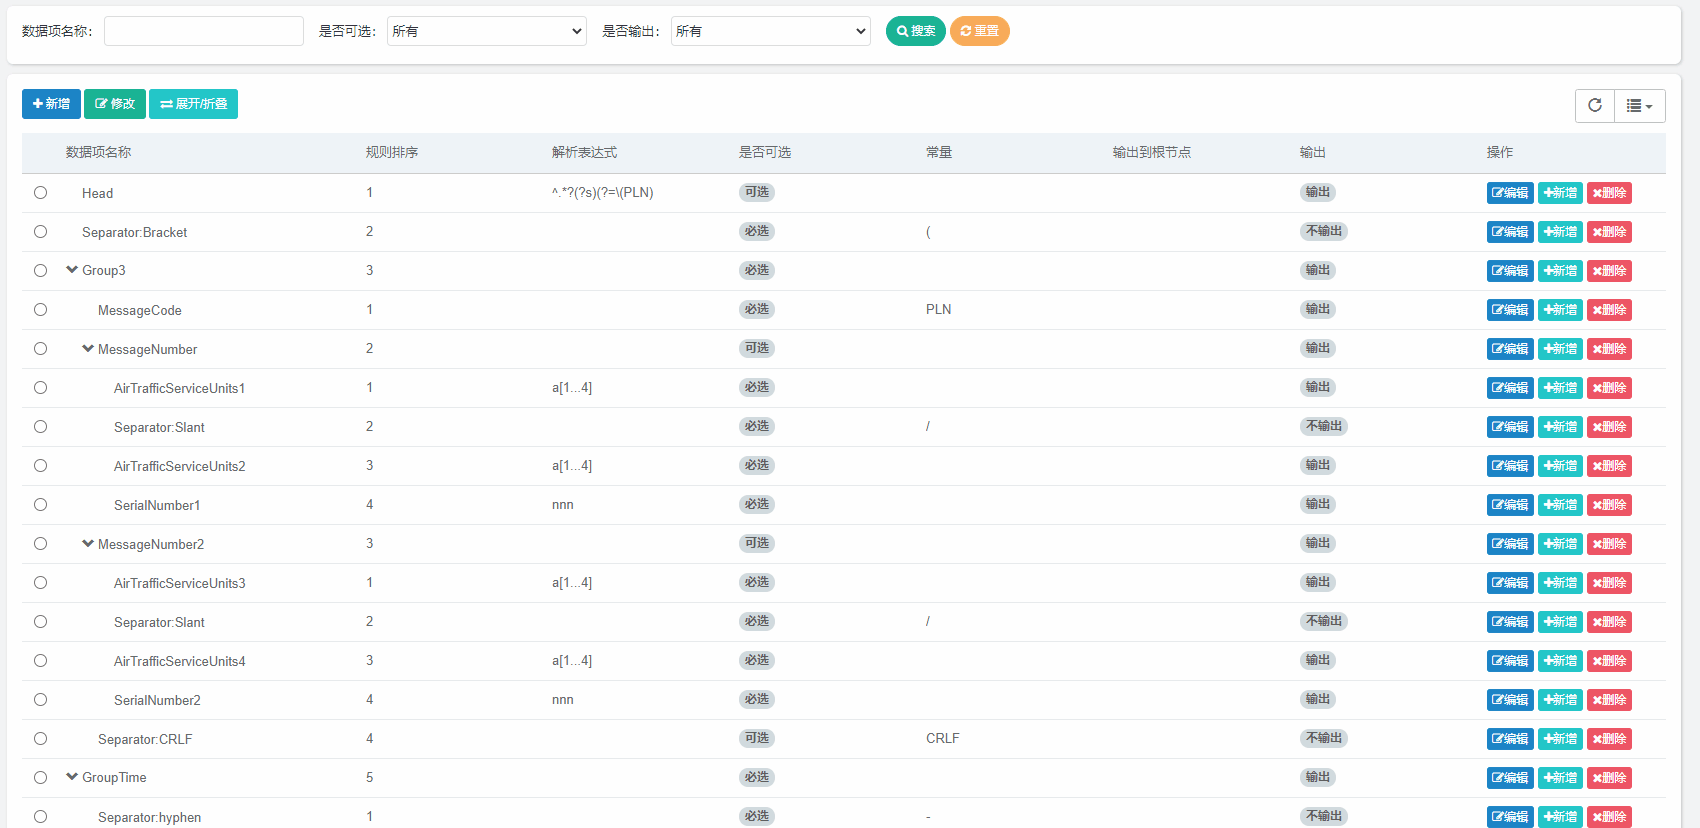 数据项名称： 是否可选： 所有 是否输出： 所有 搜索 重置
新增 修改 展开/折叠
数据项名称 规则排序 解析表达式 是否可选 常量 输出到根节点 输出 操作
Head 1 ^.*?(?s)(?=\(PLN) 可选 输出 编辑 新增 删除
Separator:Bracket 2 必选 ( 不输出 编辑 新增 删除
Group3 3 必选 输出 编辑 新增 删除
MessageCode 1 必选 PLN 输出 编辑 新增 删除
MessageNumber 2 可选 输出 编辑 新增 删除
AirTrafficServiceUnits1 1 a[1...4] 必选 输出 编辑 新增 删除
Separator:Slant 2 必选 / 不输出 编辑 新增 删除
AirTrafficServiceUnits2 3 a[1...4] 必选 输出 编辑 新增 删除
SerialNumber1 4 nnn 必选 输出 编辑 新增 删除
MessageNumber2 3 可选 输出 编辑 新增 删除
AirTrafficServiceUnits3 1 a[1...4] 必选 输出 编辑 新增 删除
Separator:Slant 2 必选 / 不输出 编辑 新增 删除
AirTrafficServiceUnits4 3 a[1...4] 必选 输出 编辑 新增 删除
SerialNumber2 4 nnn 必选 输出 编辑 新增 删除
Separator:CRLF 4 可选 CRLF 不输出 编辑 新增 删除
GroupTime 5 必选 输出 编辑 新增 删除
Separator:hyphen 1 必选 - 不输出 编辑 新增 删除